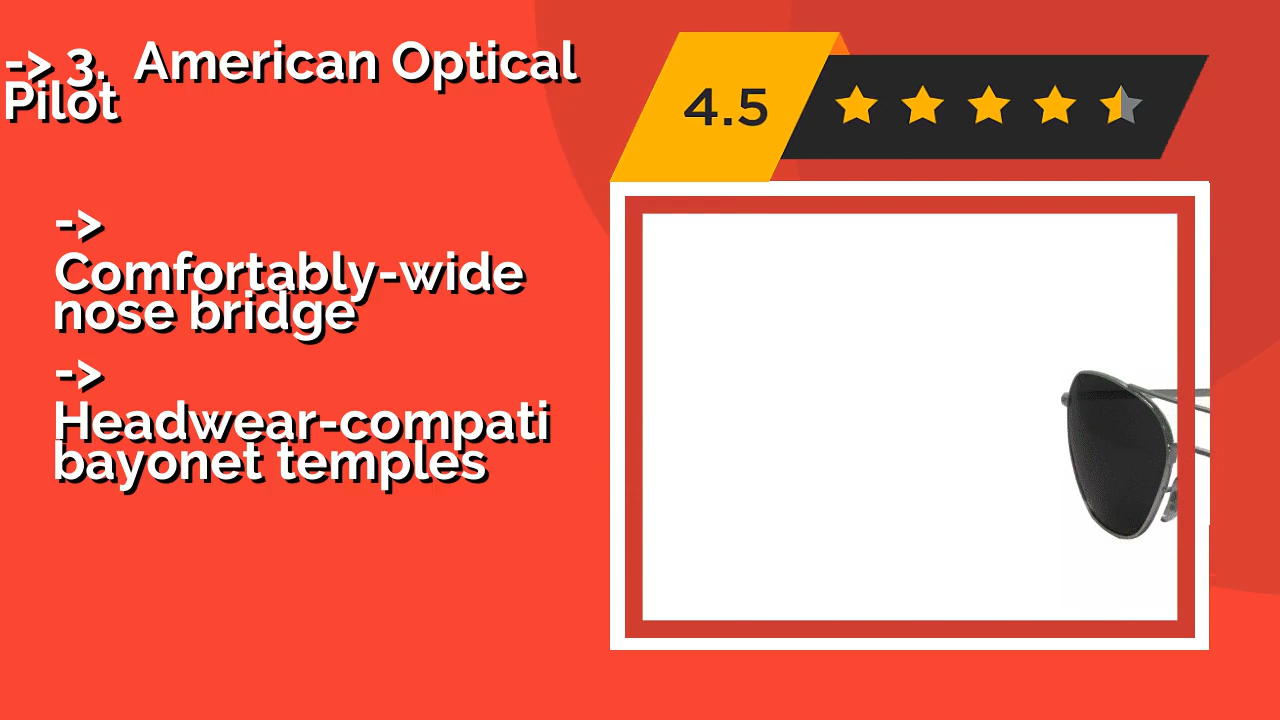 -> 3. American Optical
Pilot
4.5
->
Comfortably-wide
nose bridge
->
Headwear-compati
bayonet temples